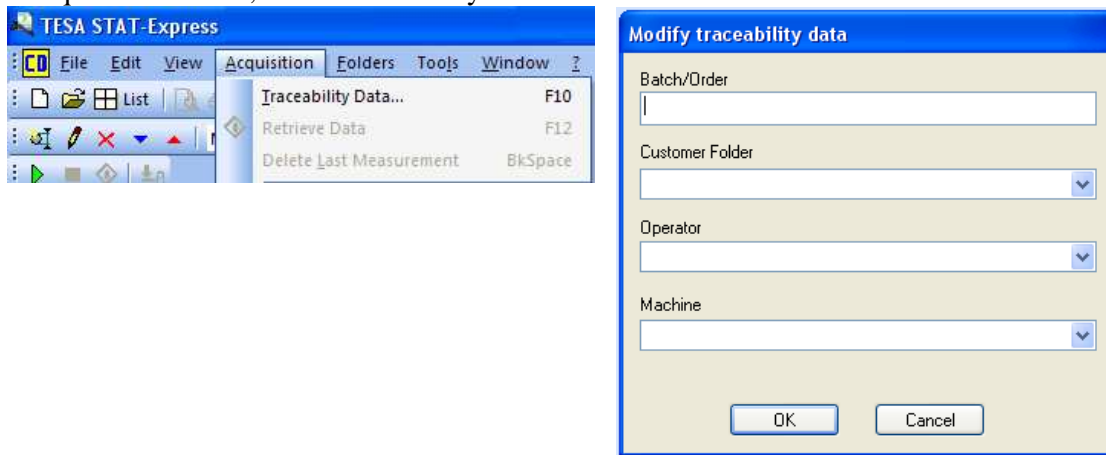 TESA STAT-Express
CD File Edit View Acquisition Folders Tools Window ?
List
Traceability Data... F10
Retrieve Data F12
Delete Last Measurement BkSpace
Modify traceability data
Batch/Order
Customer Folder
Operator
Machine
OK Cancel